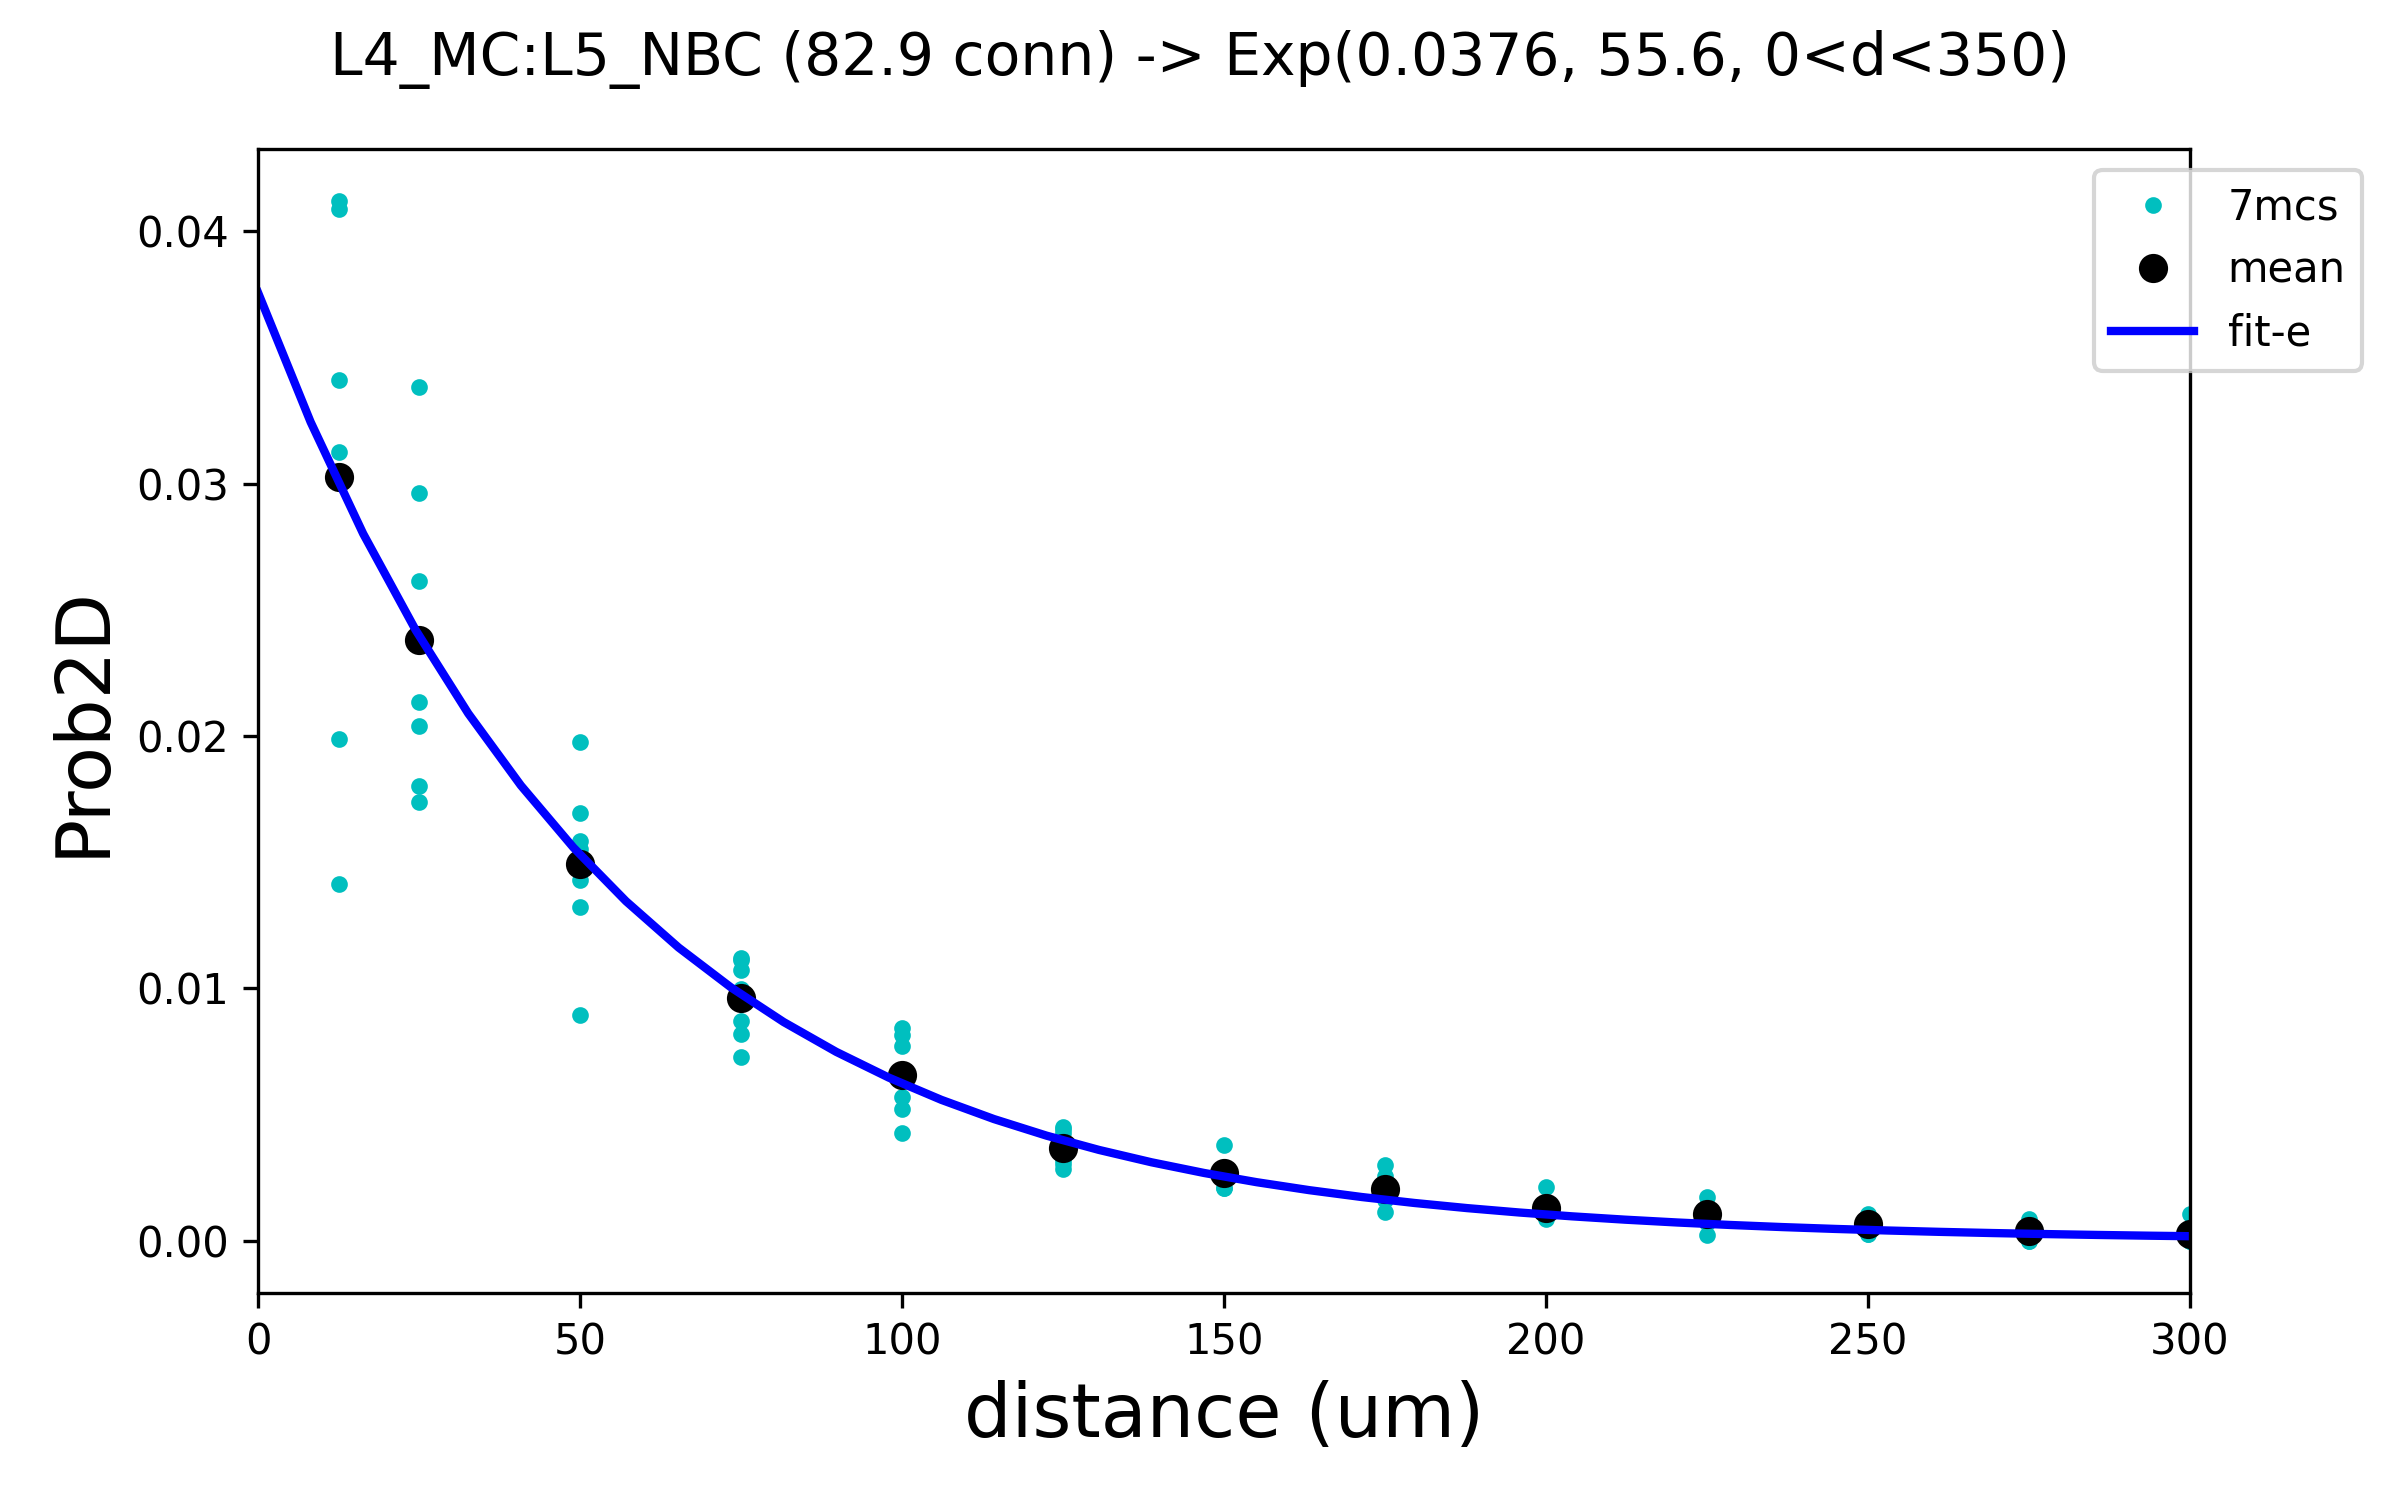 L4_MC:L5_NBC (82.9 conn) -> Exp(0.0376, 55.6, 0<d<350)
7mcs
mean
fit-e
Prob2D
0.04
0.03
0.02
0.01
0.00
0 50 100 150 200 250 300
distance (um)